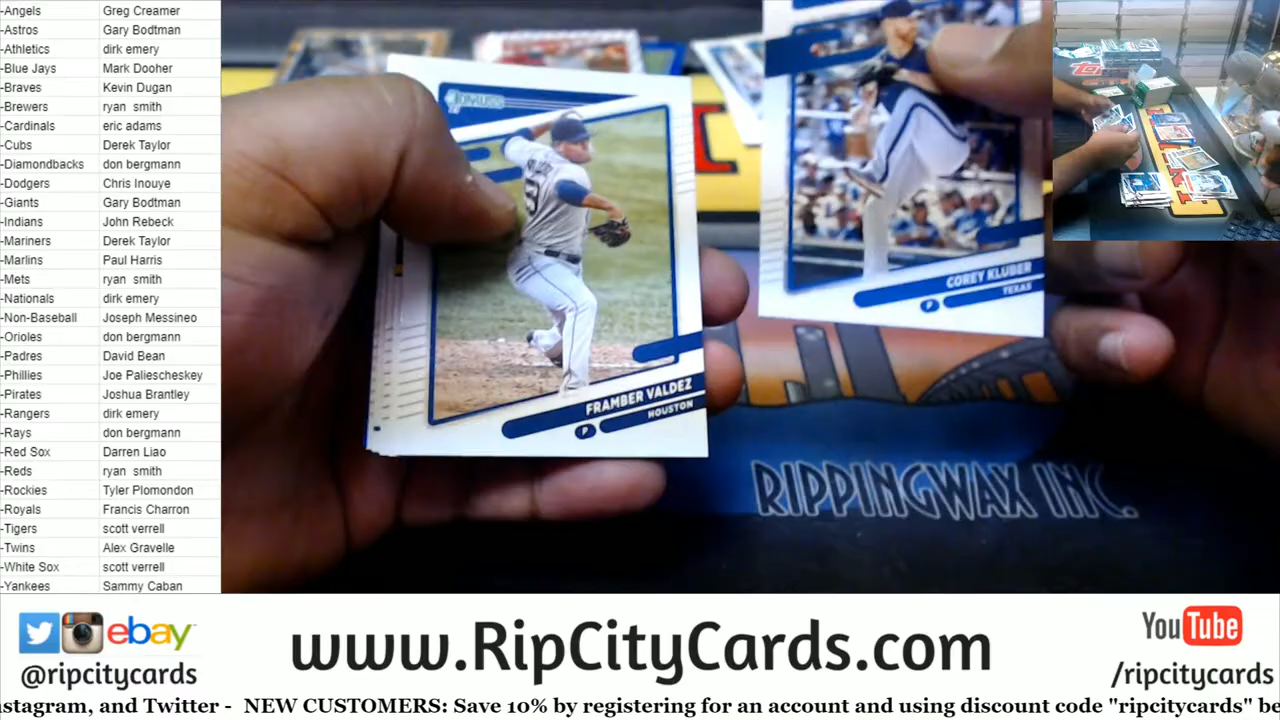 -Angels Greg Creamer
-Astros Gary Bodtman
-Athletics dirk emery
-Blue Jays Mark Dooher
-Braves Kevin Dugan
-Brewers ryan smith
-Cardinals eric adams
-Cubs Derek Taylor
-Diamondbacks don bergmann
-Dodgers Chris Inouye
-Giants Gary Bodtman
-Indians John Rebeck
-Mariners Derek Taylor
-Marlins Paul Harris
-Mets ryan smith
-Nationals dirk emery
-Non-Baseball Joseph Messineo
-Orioles don bergmann
-Padres David Bean
-Phillies Joe Paliescheskey
-Pirates Joshua Brantley
-Rangers dirk emery
-Rays don bergmann
-Red Sox Darren Liao
-Reds ryan smith
-Rockies Tyler Plomondon
-Royals Francis Charron
-Tigers scott verrell
-Twins Alex Gravelle
-White Sox scott verrell
-Yankees Sammy Caban
DONRUSS
FRAMBER VALDEZ
P HOUSTON
COREY KLUBER
P TEXAS
RIPPINGWAX INC.
ebay
@ripcitycards
www.RipCityCards.com
YouTube
/ripcitycards
nstagram, and Twitter - NEW CUSTOMERS: Save 10% by registering for an account and using discount code "ripcitycards" be